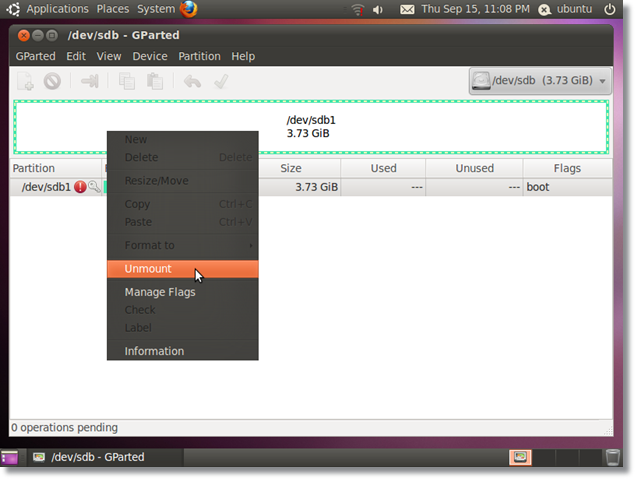 Applications Places System Thu Sep 15, 11:08 PM ubuntu
/dev/sdb - GParted
GParted Edit View Device Partition Help
/dev/sdb (3.73 GiB)
/dev/sdb1
3.73 GiB
Partition Size Used Unused Flags
/dev/sdb1 3.73 GiB --- --- boot
New
Delete Delete
Resize/Move
Copy Ctrl+C
Paste Ctrl+V
Format to
Unmount
Manage Flags
Check
Label
Information
0 operations pending
/dev/sdb - GParted